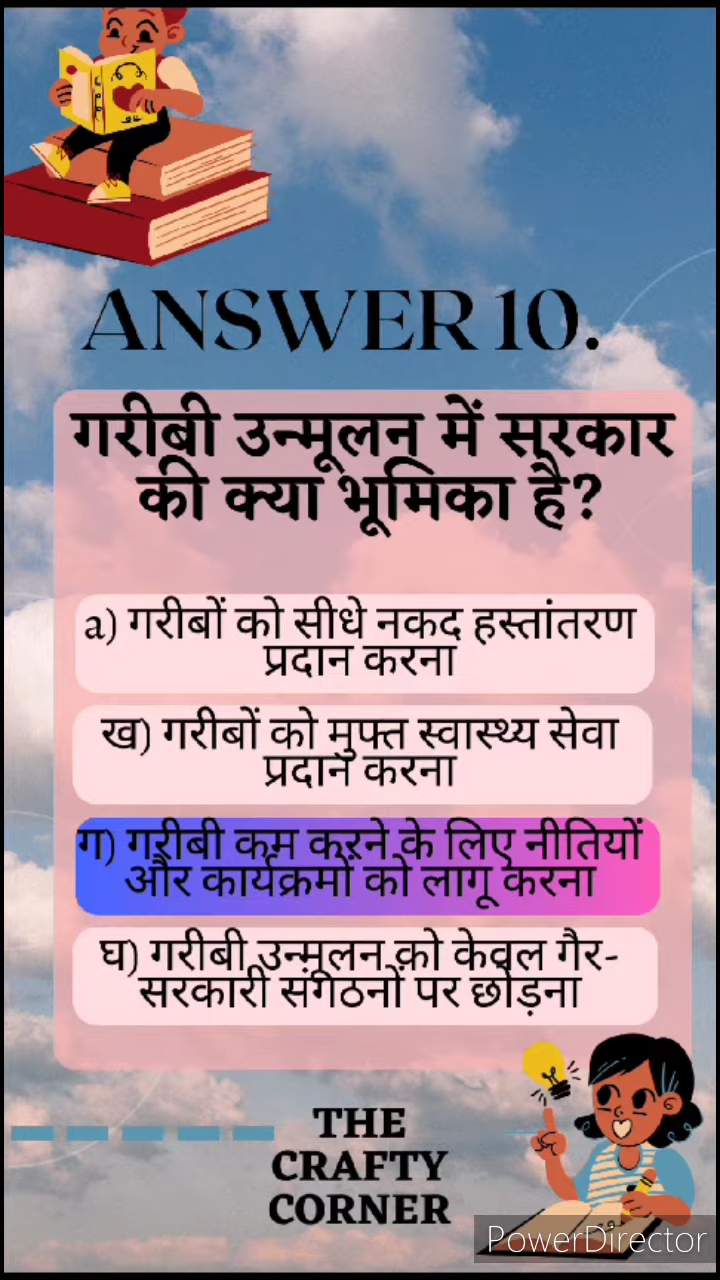 ANSWER 10.
गरीबी उन्मूलन में सरकार
की क्या भूमिका है?
a) गरीबों को सीधे नकद हस्तांतरण
प्रदान करना
ख) गरीबों को मुफ्त स्वास्थ्य सेवा
प्रदान करना
ग) गरीबी कम करने के लिए नीतियों
और कार्यक्रमों को लागू करना
घ) गरीबी उन्मूलन को केवल गैर-
सरकारी संगठनों पर छोड़ना
THE
CRAFTY
CORNER
PowerDirector